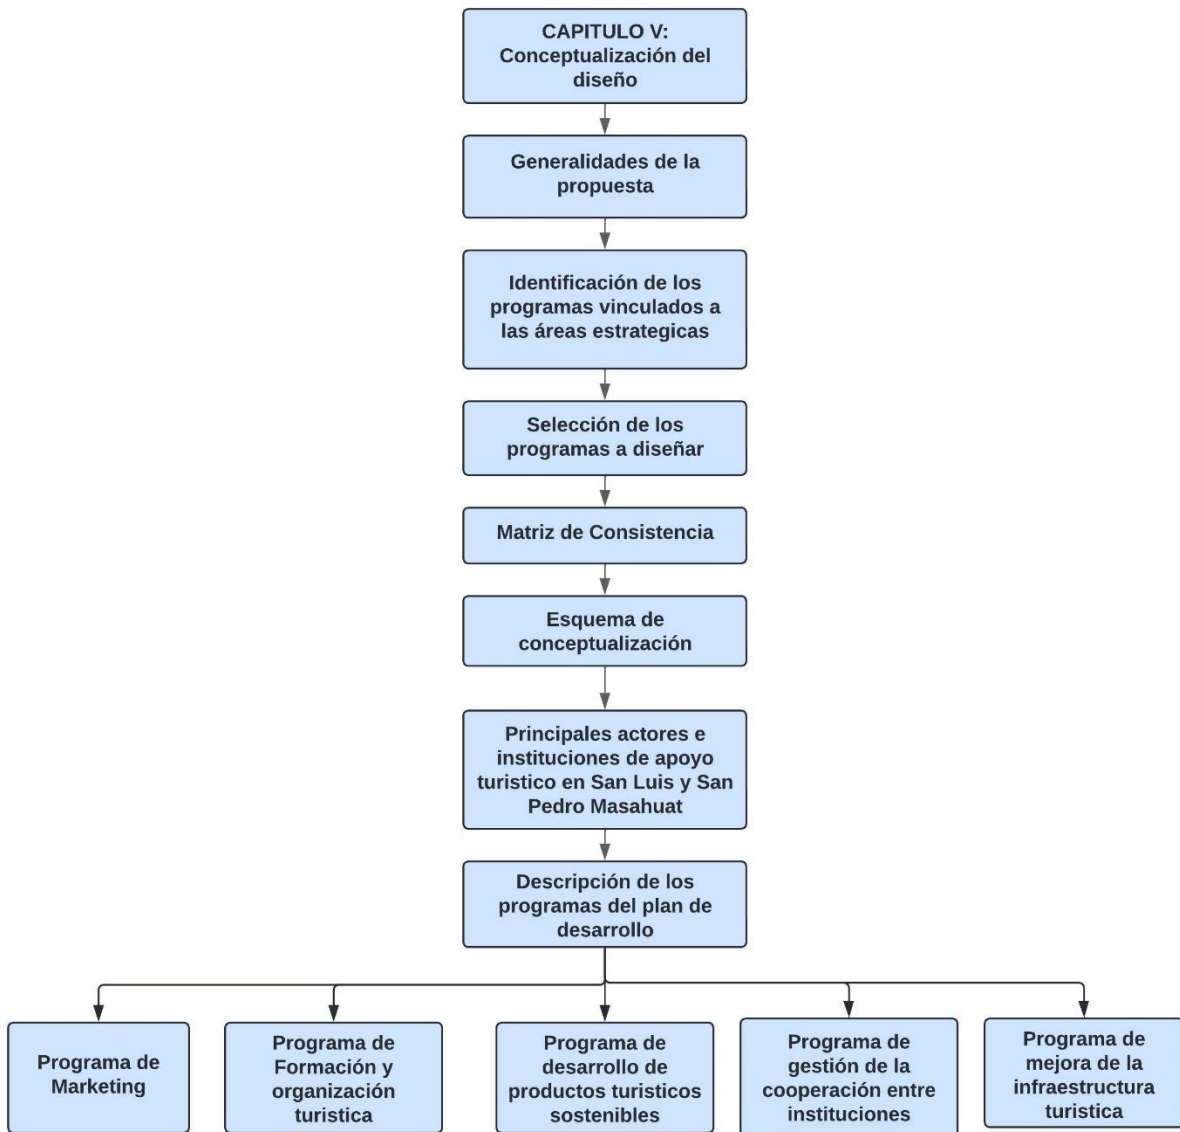 CAPITULO V:
Conceptualización del
diseño
Generalidades de la
propuesta
Identificación de los
programas vinculados a
las áreas estrategicas
Selección de los
programas a diseñar
Matriz de Consistencia
Esquema de
conceptualización
Principales actores e
instituciones de apoyo
turistico en San Luis y San
Pedro Masahuat
Descripción de los
programas del plan de
desarrollo
Programa de
Marketing
Programa de
Formación y
organización
turistica
Programa de
desarrollo de
productos turisticos
sostenibles
Programa de
gestión de la
cooperación entre
instituciones
Programa de
mejora de la
infraestructura
turistica